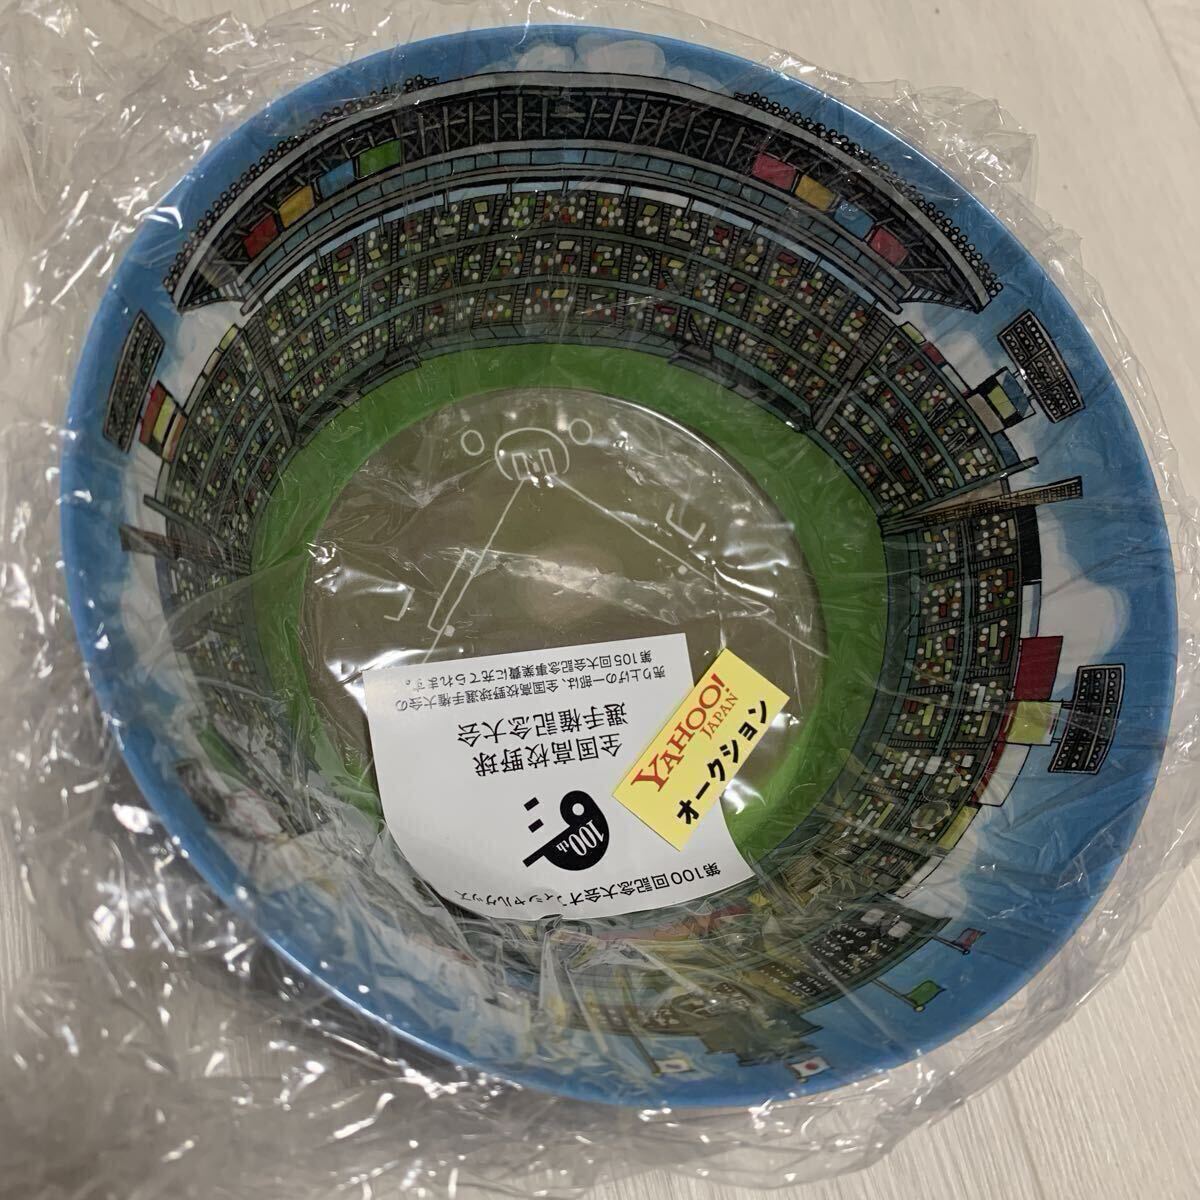 第100回記念大会オフィシャルグッズ
100th
全国高校野球
選手権記念大会
売り上げの一部は、全国高校野球選手権大会の
第105回大会記念事業費に充てられます。
YAHOO!
JAPAN
オークション